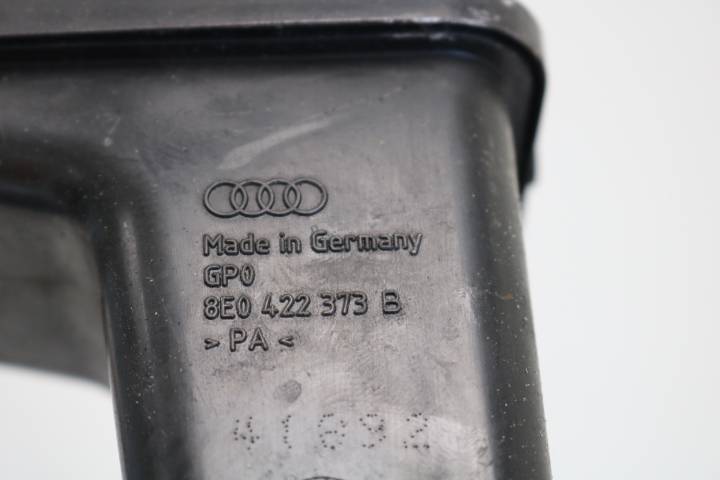 Made in Germany
GP0
8E0 422 373 B
> PA <
41692